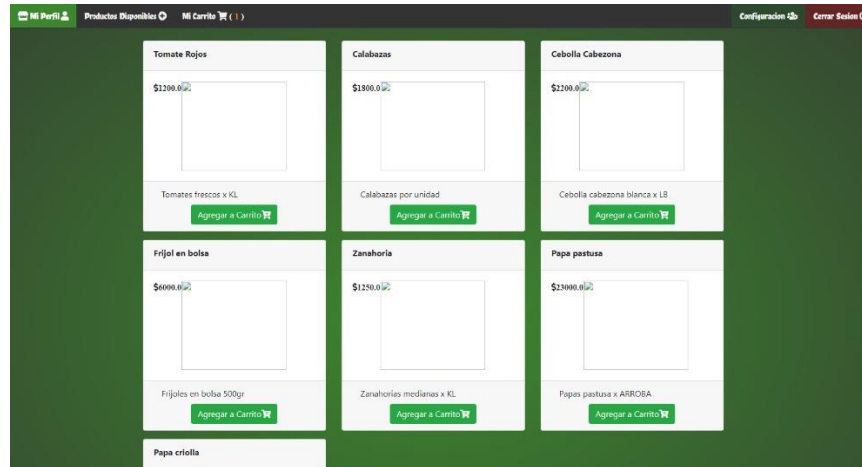 Mi Perfil Productos Disponibles Mi Carrito ( 1 ) Configuracion Cerrar Sesion
Tomate Rojos
$1200.0
Tomates frescos x KL
Agregar a Carrito
Calabazas
$1800.0
Calabazas por unidad
Agregar a Carrito
Cebolla Cabezona
$2200.0
Cebolla cabezona blanca x LB
Agregar a Carrito
Frijol en bolsa
$6000.0
Frijoles en bolsa 500gr
Agregar a Carrito
Zanahoria
$1250.0
Zanahorias medianas x KL
Agregar a Carrito
Papa pastusa
$23000.0
Papas pastusa x ARROBA
Agregar a Carrito
Papa criolla